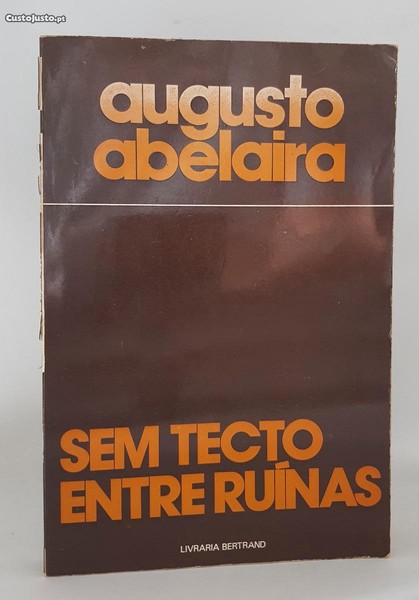 CustoJusto.pt
augusto
abelaira
SEM TECTO
ENTRE RUÍNAS
LIVRARIA BERTRAND